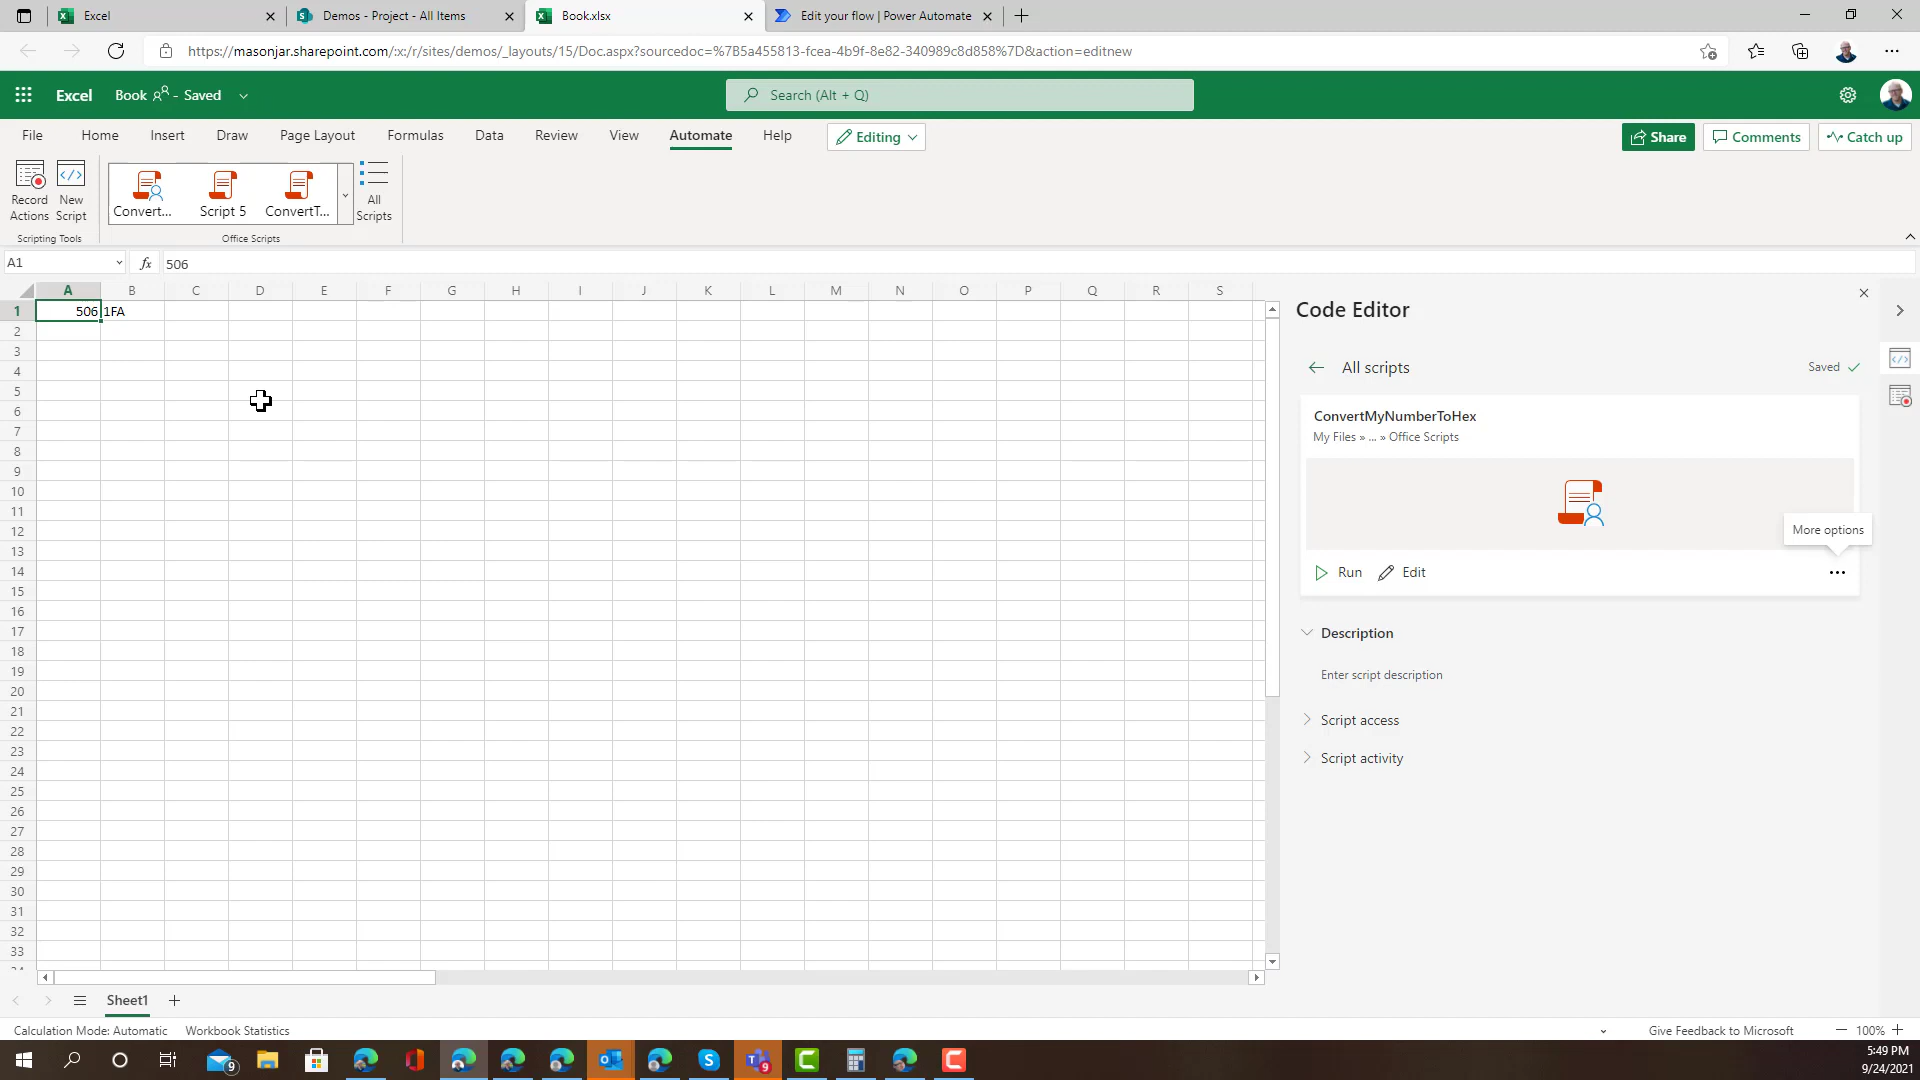 Excel
Demos - Project - All Items
Book.xlsx
Edit your flow | Power Automate
https://masonjar.sharepoint.com/:x:/r/sites/demos/_layouts/15/Doc.aspx?sourcedoc=%7B5a455813-fcea-4b9f-8e82-340989c8d858%7D&action=editnew
Excel Book - Saved
Search (Alt + Q)
File Home Insert Draw Page Layout Formulas Data Review View Automate Help Editing
Share Comments Catch up
Record Actions
New Script
Convert...
Script 5
ConvertT...
All Scripts
Scripting Tools
Office Scripts
A1
fx 506
A B C D E F G H I J K L M N O P Q R S
1 506 1FA
2
3
4
5
6
7
8
9
10
11
12
13
14
15
16
17
18
19
20
21
22
23
24
25
26
27
28
29
30
31
32
33
Code Editor
All scripts
Saved
ConvertMyNumberToHex
My Files » ... » Office Scripts
More options
Run Edit
Description
Enter script description
Script access
Script activity
Sheet1
Calculation Mode: Automatic Workbook Statistics
Give Feedback to Microsoft
100%
9
9
5:49 PM
9/24/2021